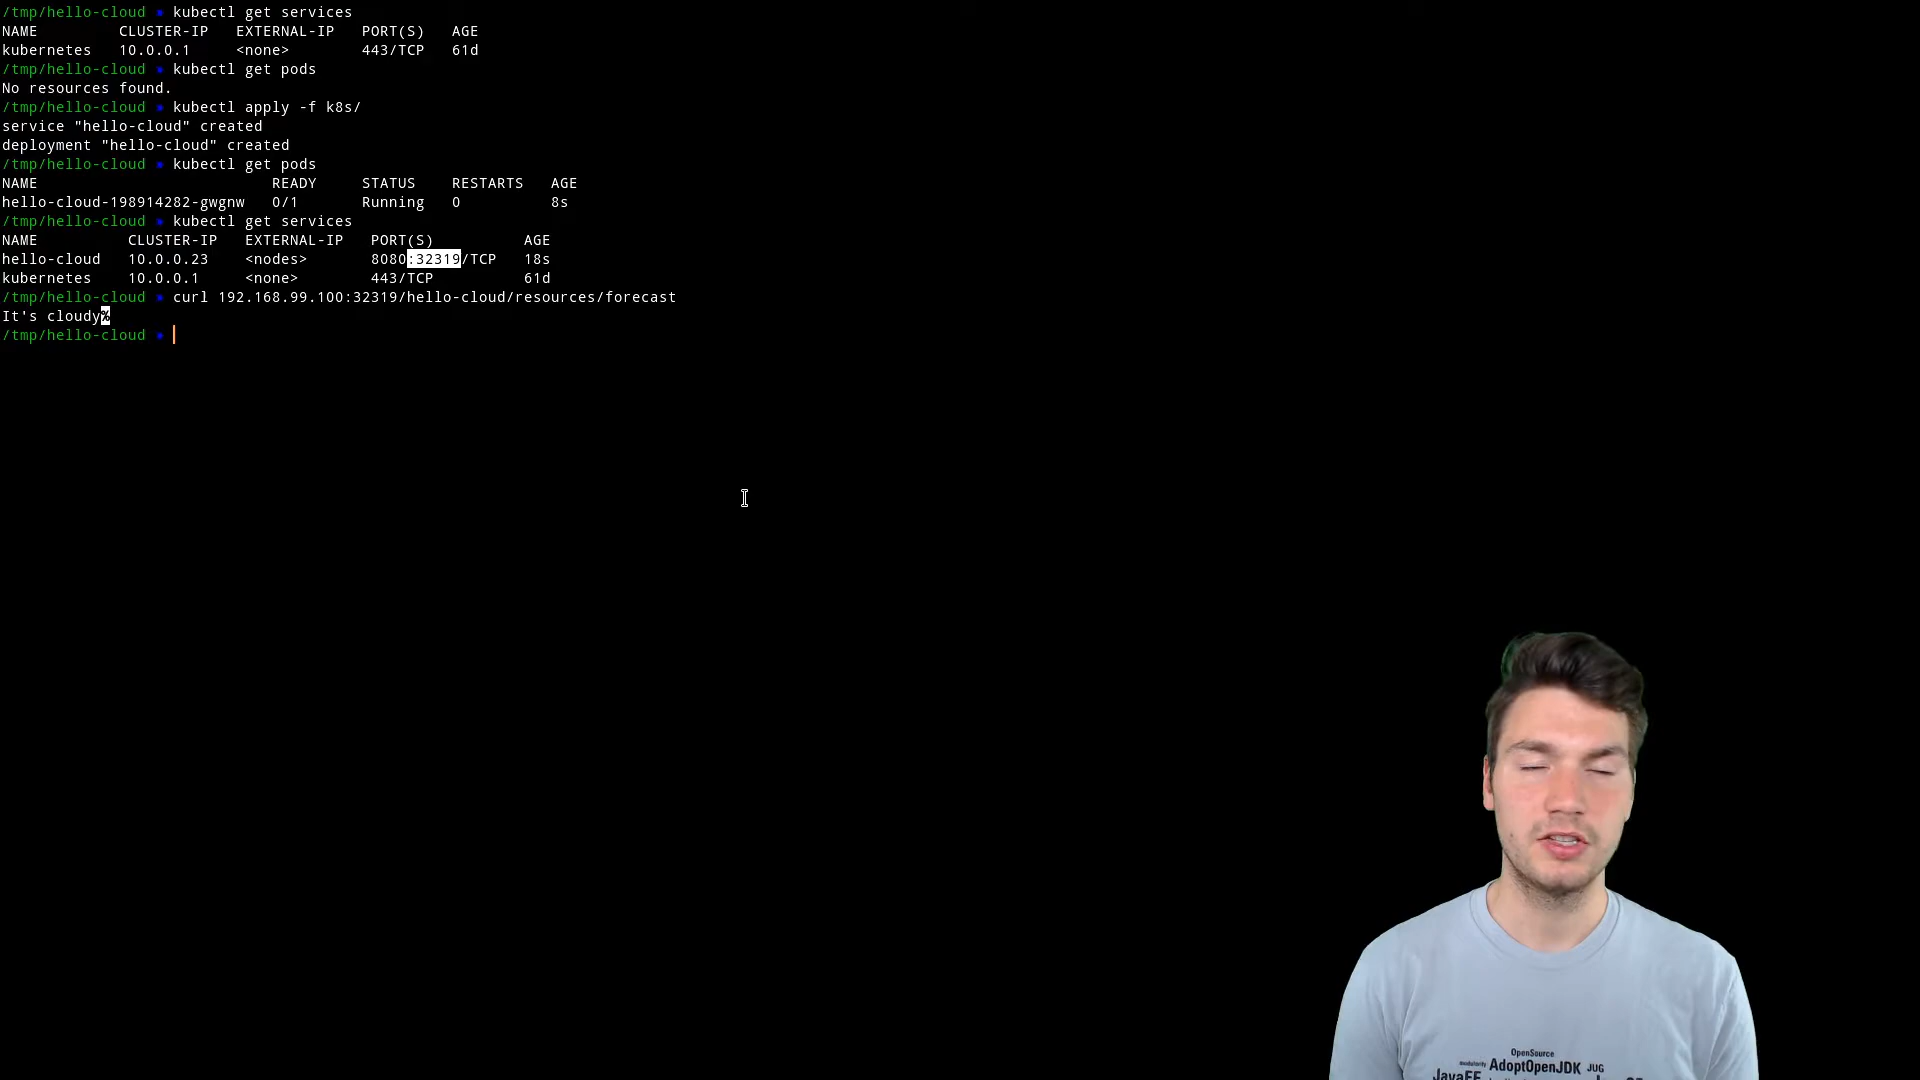 /tmp/hello-cloud kubectl get services
NAME CLUSTER-IP EXTERNAL-IP PORT(S) AGE
kubernetes 10.0.0.1 <none> 443/TCP 61d
/tmp/hello-cloud kubectl get pods
No resources found.
/tmp/hello-cloud kubectl apply -f k8s/
service "hello-cloud" created
deployment "hello-cloud" created
/tmp/hello-cloud kubectl get pods
NAME READY STATUS RESTARTS AGE
hello-cloud-198914282-gwgnw 0/1 Running 0 8s
/tmp/hello-cloud kubectl get services
NAME CLUSTER-IP EXTERNAL-IP PORT(S) AGE
hello-cloud 10.0.0.23 <nodes> 8080:32319/TCP 18s
kubernetes 10.0.0.1 <none> 443/TCP 61d
/tmp/hello-cloud curl 192.168.99.100:32319/hello-cloud/resources/forecast
It's cloudy%
/tmp/hello-cloud
OpenSource
modularity AdoptOpenJDK JUG
JavaEE